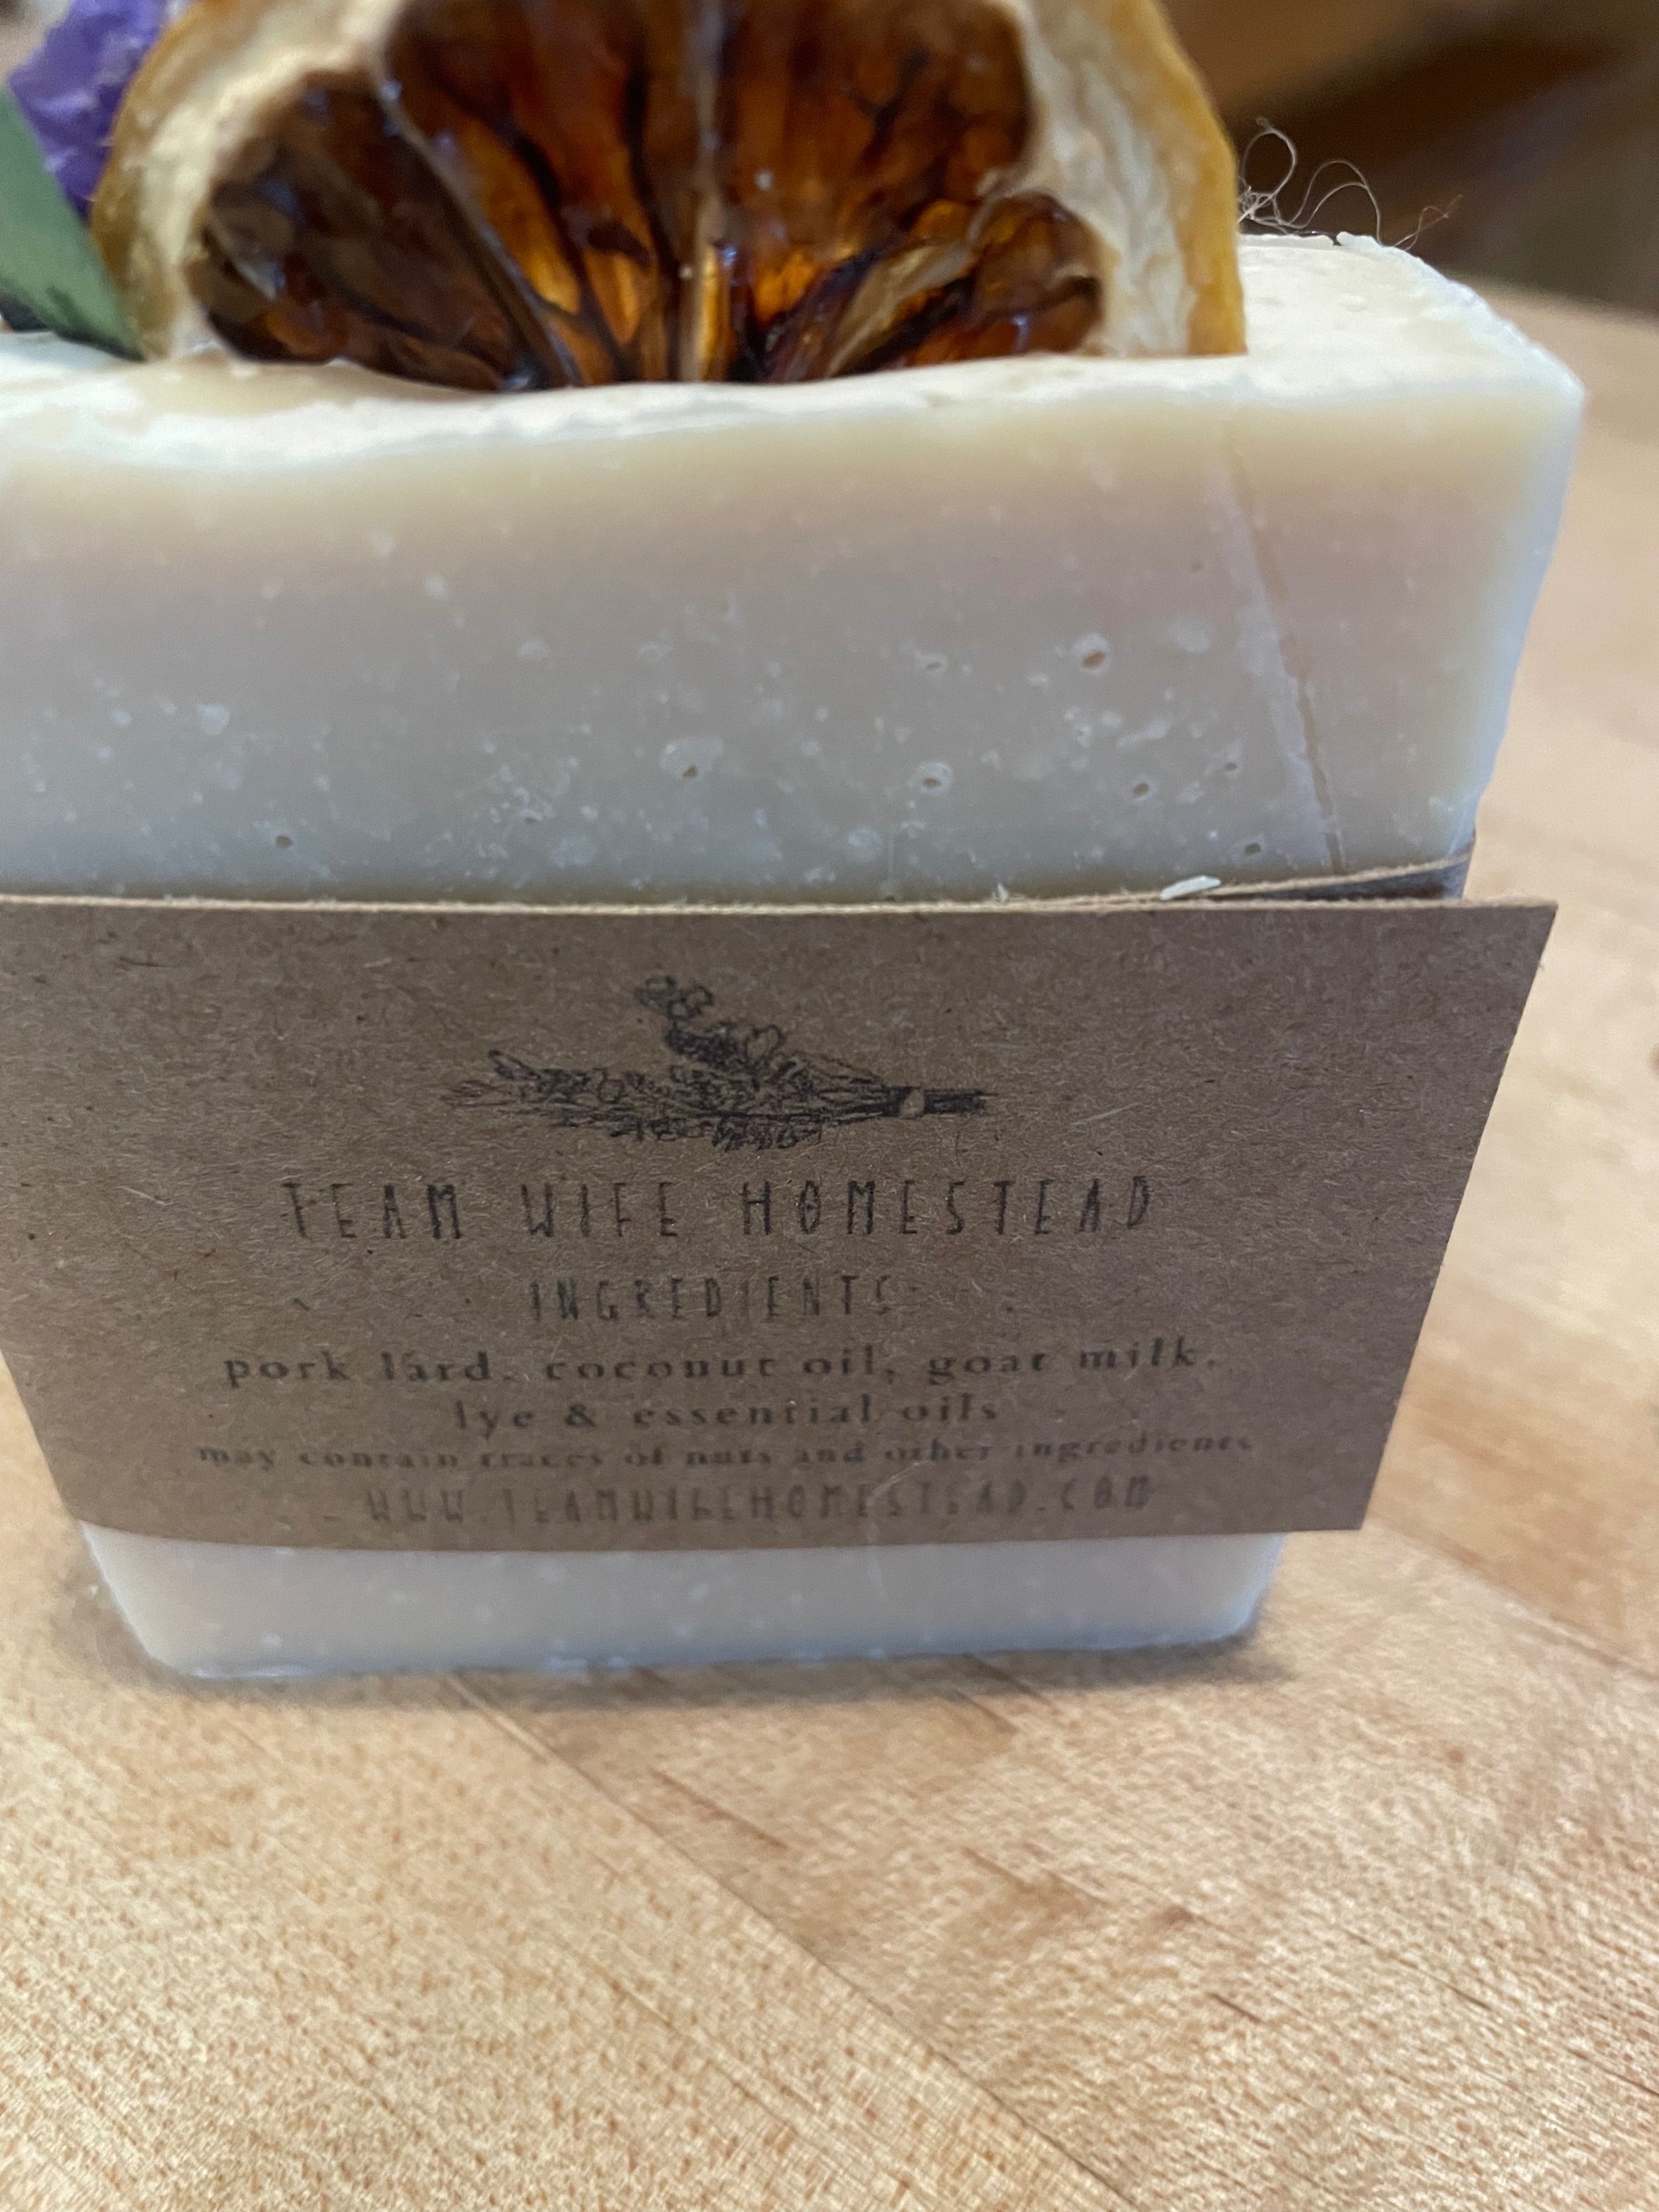 TEAM WIFE HOMESTEAD
INGREDIENTS:
pork lard, coconut oil, goat milk,
lye & essential oils
may contain traces of nuts and other ingredients
WWW.TEAMWIFEHOMESTEAD.COM